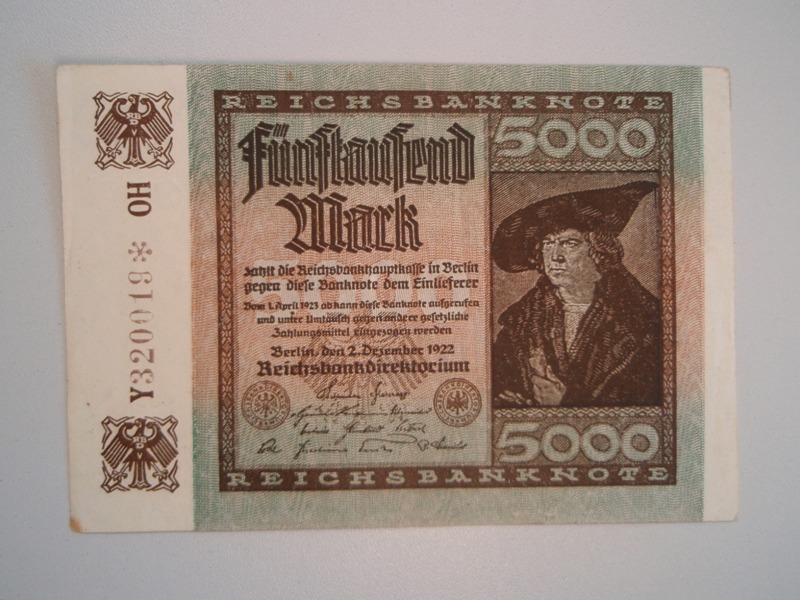 REICHSBANKNOTE
Fünftausend
Mark
5000
zahlt die Reichsbankhauptkasse in Berlin
gegen diese Banknote dem Einlieferer
Vom 1. April 1923 ab kann diese Banknote aufgerufen
und unter Umtausch gegen andere gesetzliche
Zahlungsmittel eingezogen werden
Berlin, den 2. Dezember 1922
Reichsbankdirektorium
5000
REICHSBANKNOTE
Y320019* OH